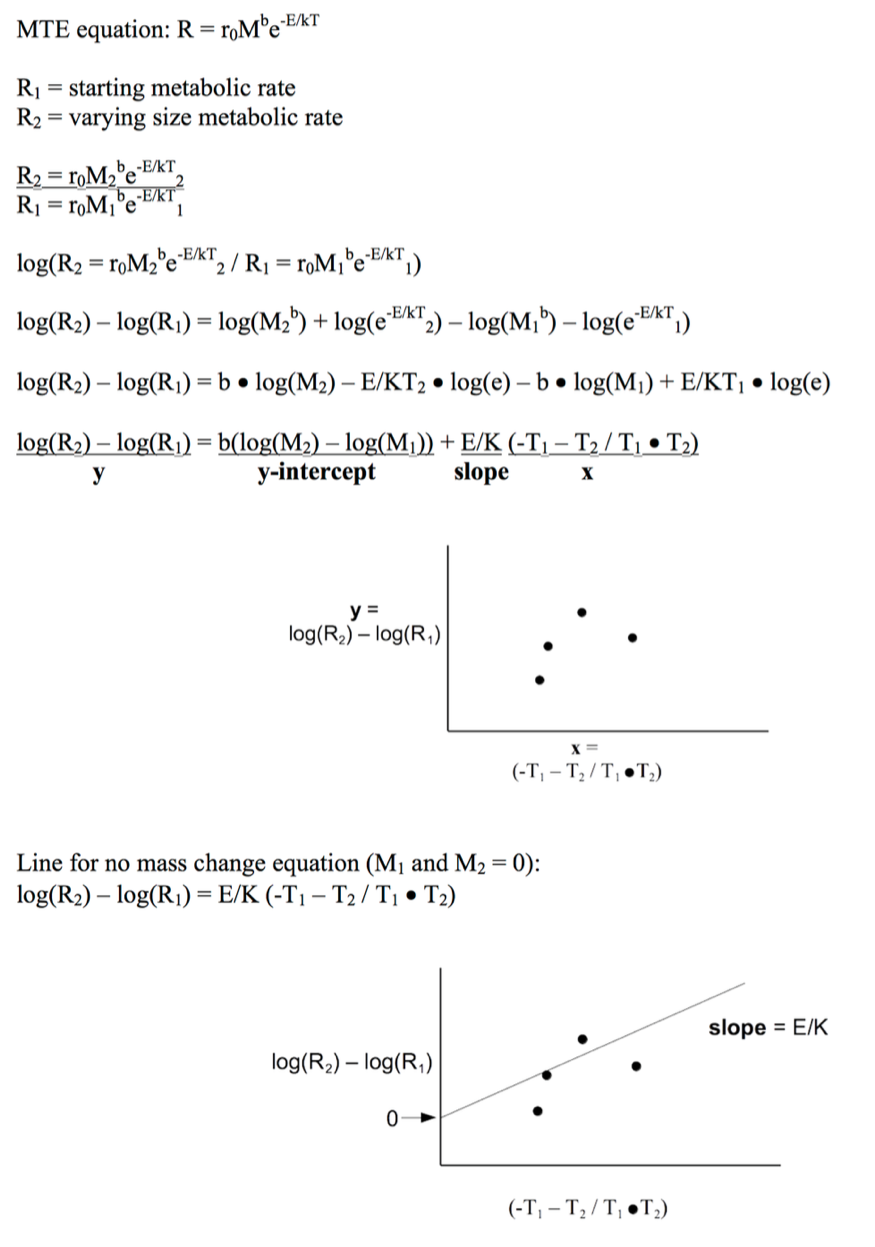 MTE equation: R = r₀Mᵇe⁻ᴱ/ᵏᵀ
R₁ = starting metabolic rate
R₂ = varying size metabolic rate
R₂ = r₀M₂ᵇe⁻ᴱ/ᵏᵀ₂
R₁ = r₀M₁ᵇe⁻ᴱ/ᵏᵀ₁
log(R₂ = r₀M₂ᵇe⁻ᴱ/ᵏᵀ₂ / R₁ = r₀M₁ᵇe⁻ᴱ/ᵏᵀ₁)
log(R₂) – log(R₁) = log(M₂ᵇ) + log(e⁻ᴱ/ᵏᵀ₂) – log(M₁ᵇ) – log(e⁻ᴱ/ᵏᵀ₁)
log(R₂) – log(R₁) = b • log(M₂) – E/KT₂ • log(e) – b • log(M₁) + E/KT₁ • log(e)
log(R₂) – log(R₁) = b(log(M₂) – log(M₁)) + E/K (-T₁ – T₂ / T₁ • T₂)
y y-intercept slope x
y =
log(R₂) – log(R₁)
x =
(-T₁ – T₂ / T₁ •T₂)
Line for no mass change equation (M₁ and M₂ = 0):
log(R₂) – log(R₁) = E/K (-T₁ – T₂ / T₁ • T₂)
slope = E/K
log(R₂) – log(R₁)
0
(-T₁ – T₂ / T₁ •T₂)